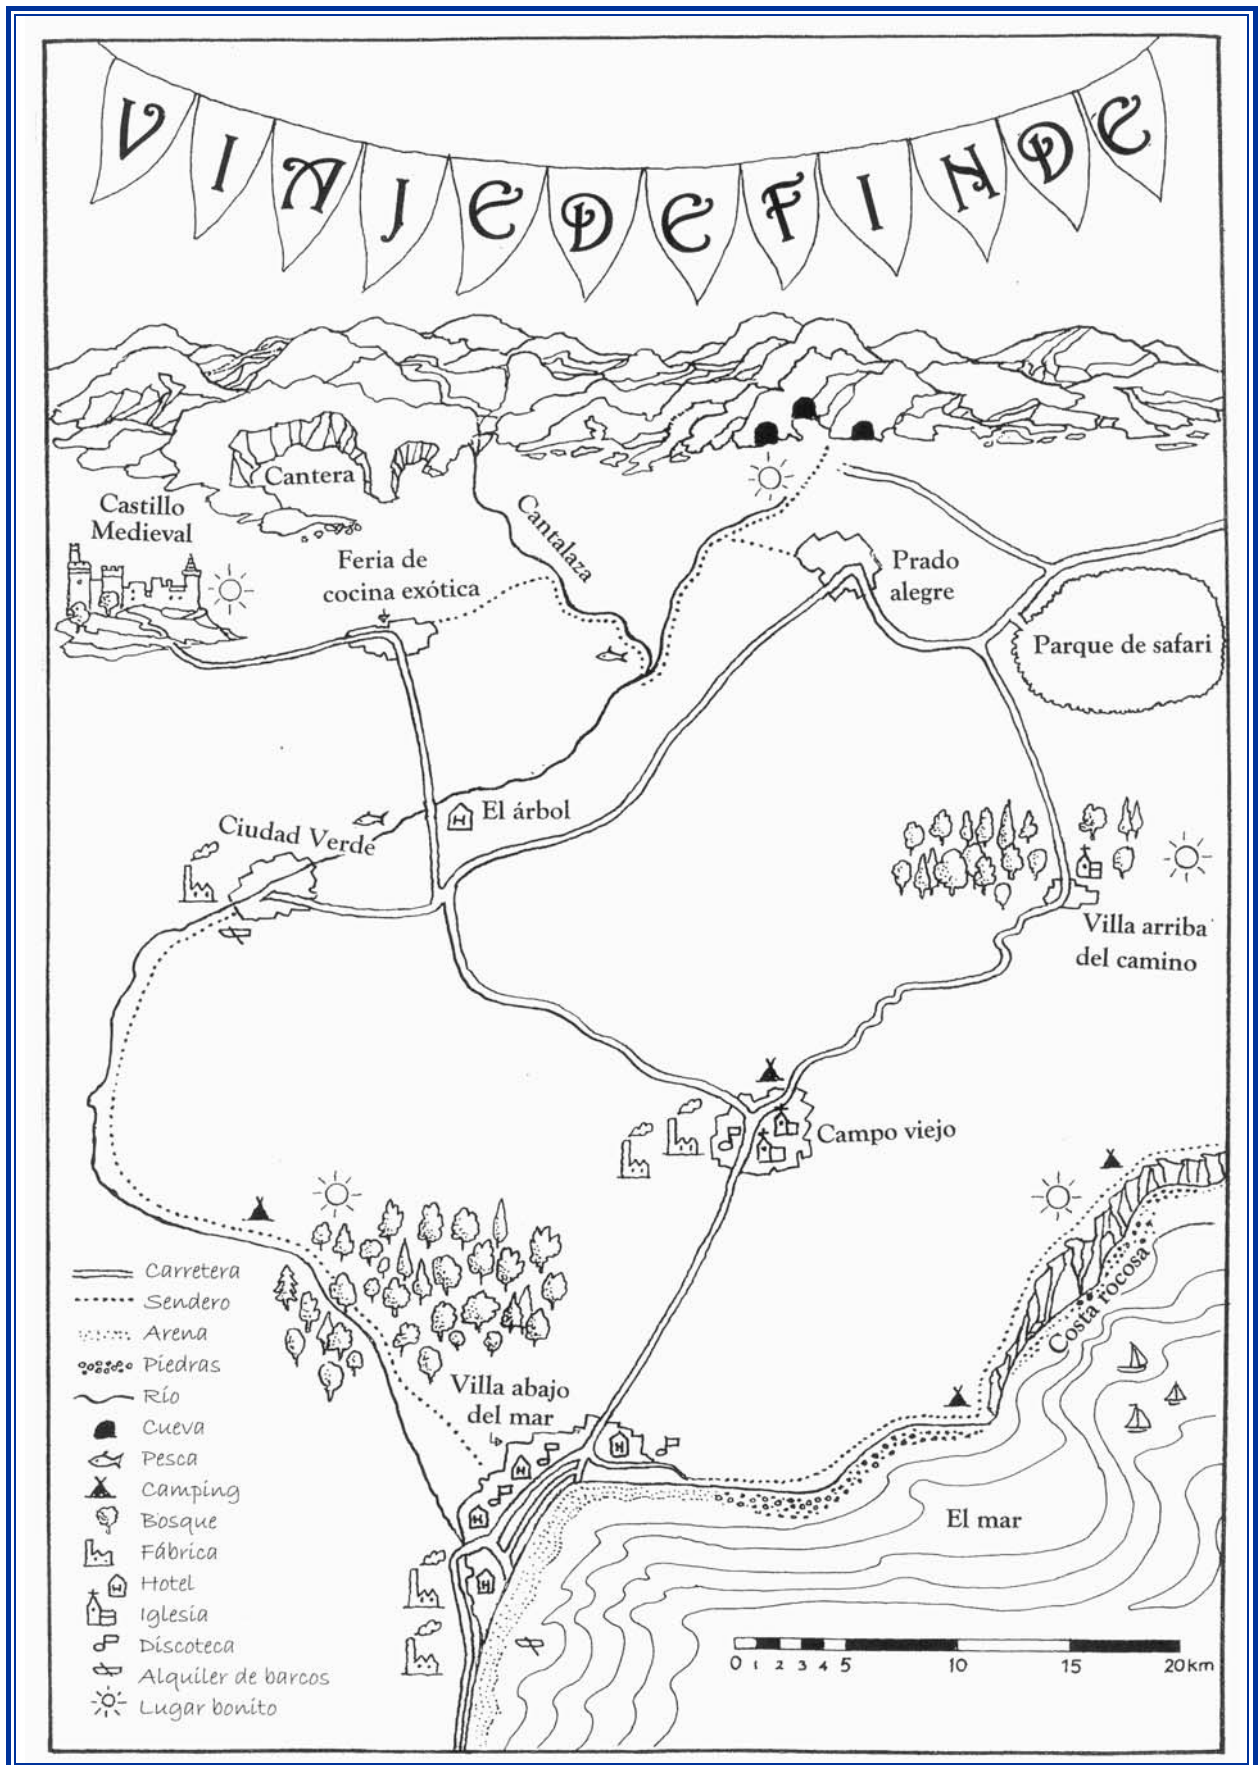 VIAJEDEFINDE
Cantera
Castillo
Medieval
Cantalaza
Feria de
cocina exótica
Prado
alegre
Parque de safari
El árbol
Ciudad Verde
Villa arriba
del camino
Campo viejo
Costa rocosa
Villa abajo
del mar
El mar
Carretera
Sendero
Arena
Piedras
Río
Cueva
Pesca
Camping
Bosque
Fábrica
Hotel
Iglesia
Discoteca
Alquiler de barcos
Lugar bonito
0 1 2 3 4 5 10 15 20km